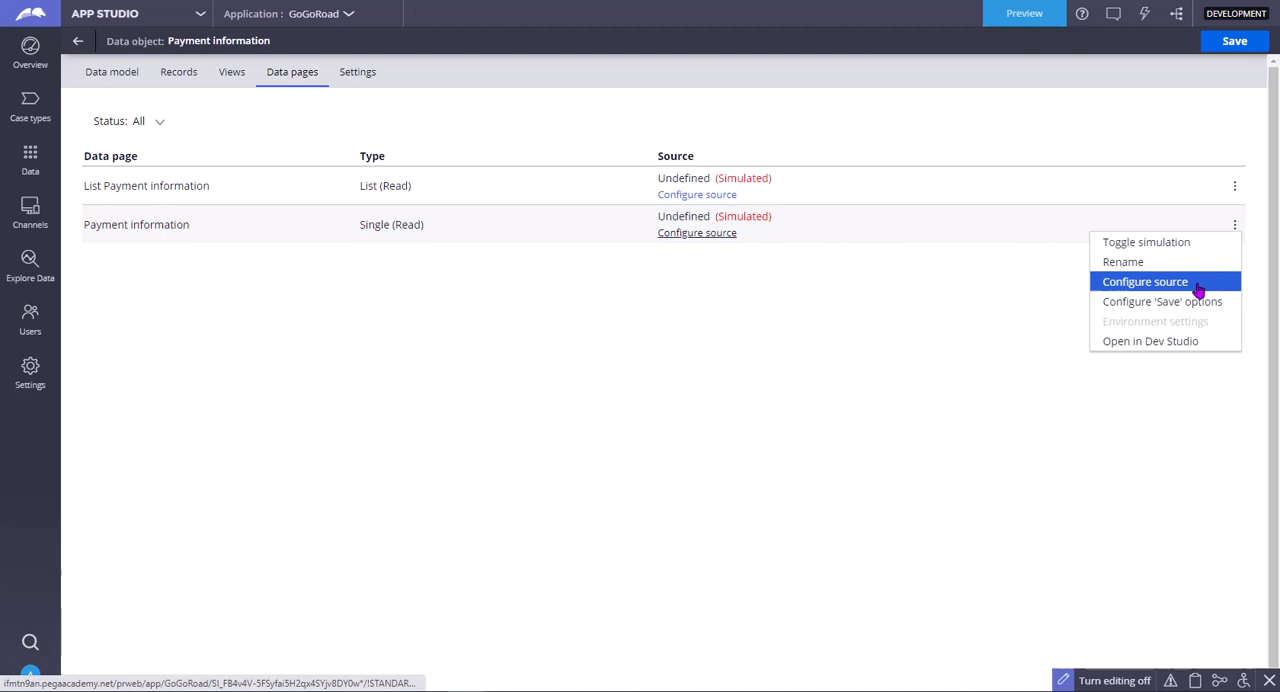 APP STUDIO
Application : GoGoRoad
Preview
DEVELOPMENT
Data object: Payment information
Save
Overview
Case types
Data
Channels
Explore Data
Users
Settings
Data model
Records
Views
Data pages
Settings
Status: All
Data page
Type
Source
List Payment information
List (Read)
Undefined (Simulated)
Configure source
Payment information
Single (Read)
Undefined (Simulated)
Configure source
Toggle simulation
Rename
Configure source
Configure 'Save' options
Environment settings
Open in Dev Studio
Turn editing off